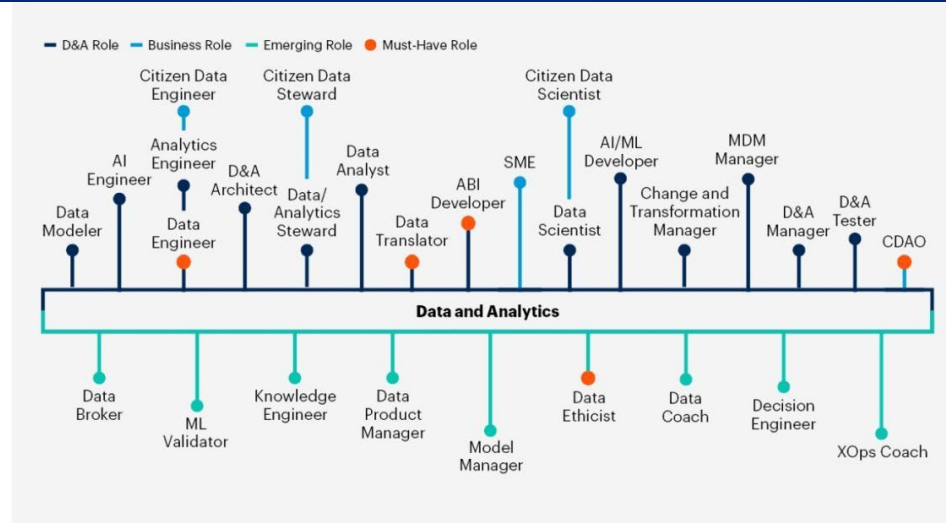 D&A Role
Business Role
Emerging Role
Must-Have Role
Citizen Data
Engineer
Citizen Data
Steward
Citizen Data
Scientist
Analytics
Engineer
AI
Engineer
Data
Modeler
Data
Engineer
D&A
Architect
Data/
Analytics
Steward
Data
Analyst
Data
Translator
ABI
Developer
SME
Data
Scientist
AI/ML
Developer
Change and
Transformation
Manager
MDM
Manager
D&A
Manager
D&A
Tester
CDAO
Data and Analytics
Data
Broker
ML
Validator
Knowledge
Engineer
Data
Product
Manager
Model
Manager
Data
Ethicist
Data
Coach
Decision
Engineer
XOps Coach